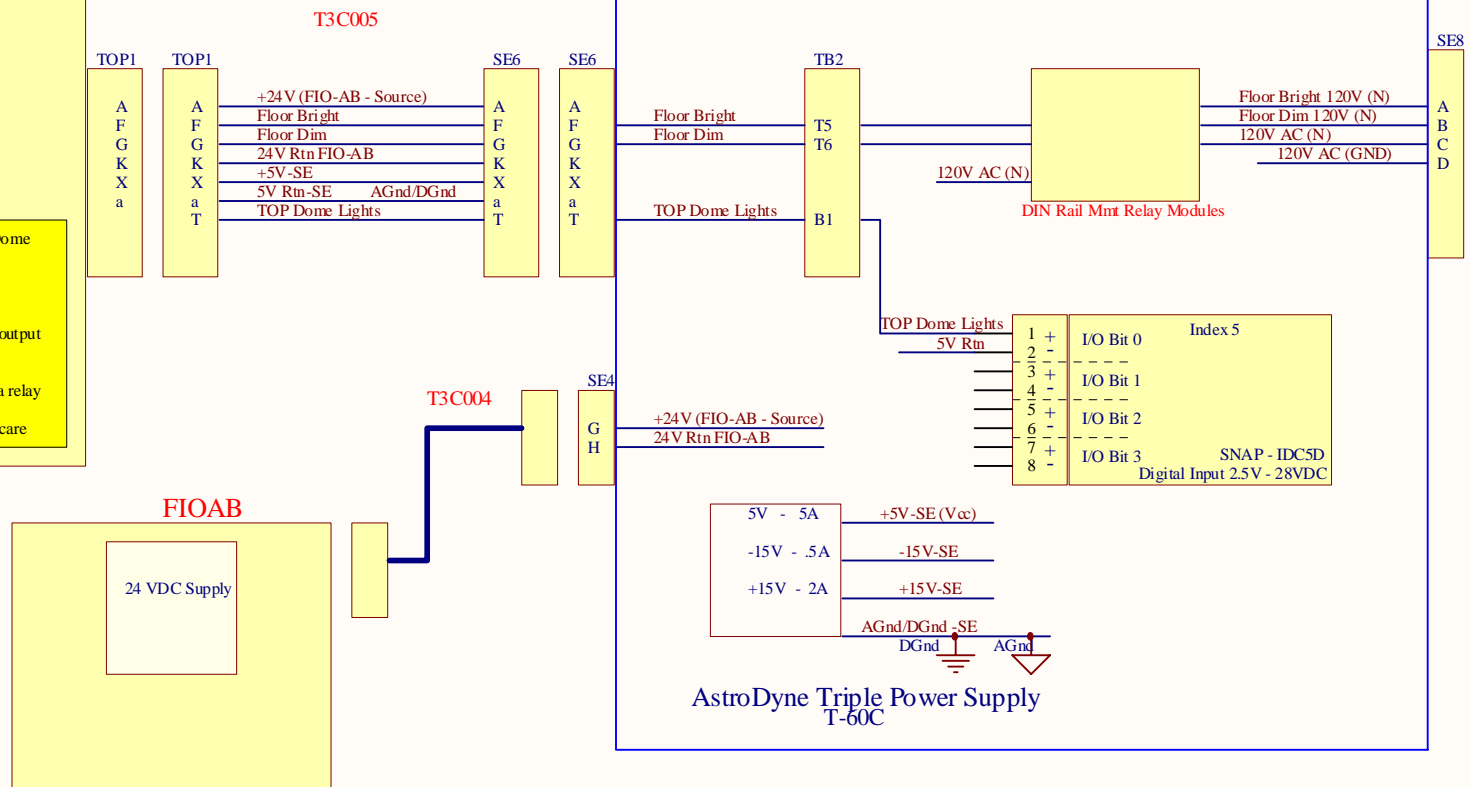 T3C005
TOP1
TOP1
SE6
SE6
TB2
SE8
A
F
G
K
X
a
A
F
G
K
X
a
T
+24V (FIO-AB - Source)
Floor Bright
Floor Dim
24V Rtn FIO-AB
+5V-SE
5V Rtn-SE AGnd/DGnd
TOP Dome Lights
A
F
G
K
X
a
T
A
F
G
K
X
a
T
Floor Bright
Floor Dim
TOP Dome Lights
T5
T6
B1
120V AC (N)
DIN Rail Mmt Relay Modules
Floor Bright 120V (N)
Floor Dim 120V (N)
120V AC (N)
120V AC (GND)
A
B
C
D
ome
output
a relay
care
TOP Dome Lights
5V Rtn
1 +
2 -
3 +
4 -
5 +
6 -
7 +
8 -
Index 5
I/O Bit 0
I/O Bit 1
I/O Bit 2
I/O Bit 3
SNAP - IDC5D
Digital Input 2.5V - 28VDC
T3C004
SE4
G
H
+24V (FIO-AB - Source)
24V Rtn FIO-AB
FIOAB
24 VDC Supply
5V - 5A
-15V - .5A
+15V - 2A
+5V-SE (Vcc)
-15V-SE
+15V-SE
AGnd/DGnd -SE
DGnd
AGnd
AstroDyne Triple Power Supply
T-60C